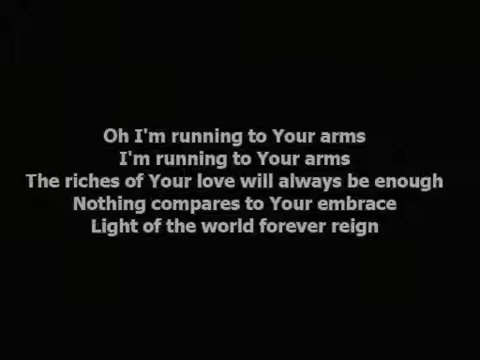 Oh I'm running to Your arms
I'm running to Your arms
The riches of Your love will always be enough
Nothing compares to Your embrace
Light of the world forever reign